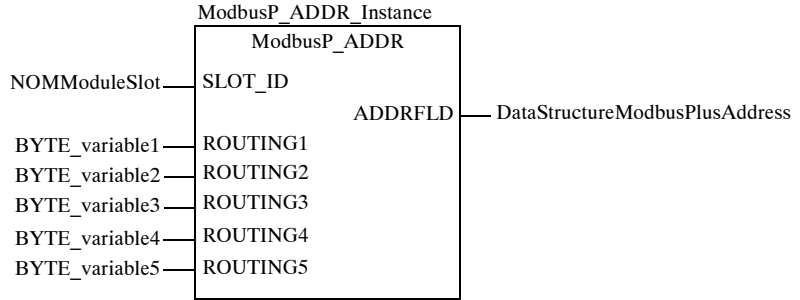 ModbusP_ADDR_Instance
ModbusP_ADDR
NOMModuleSlot SLOT_ID
ADDRFLD DataStructureModbusPlusAddress
BYTE_variable1 ROUTING1
BYTE_variable2 ROUTING2
BYTE_variable3 ROUTING3
BYTE_variable4 ROUTING4
BYTE_variable5 ROUTING5